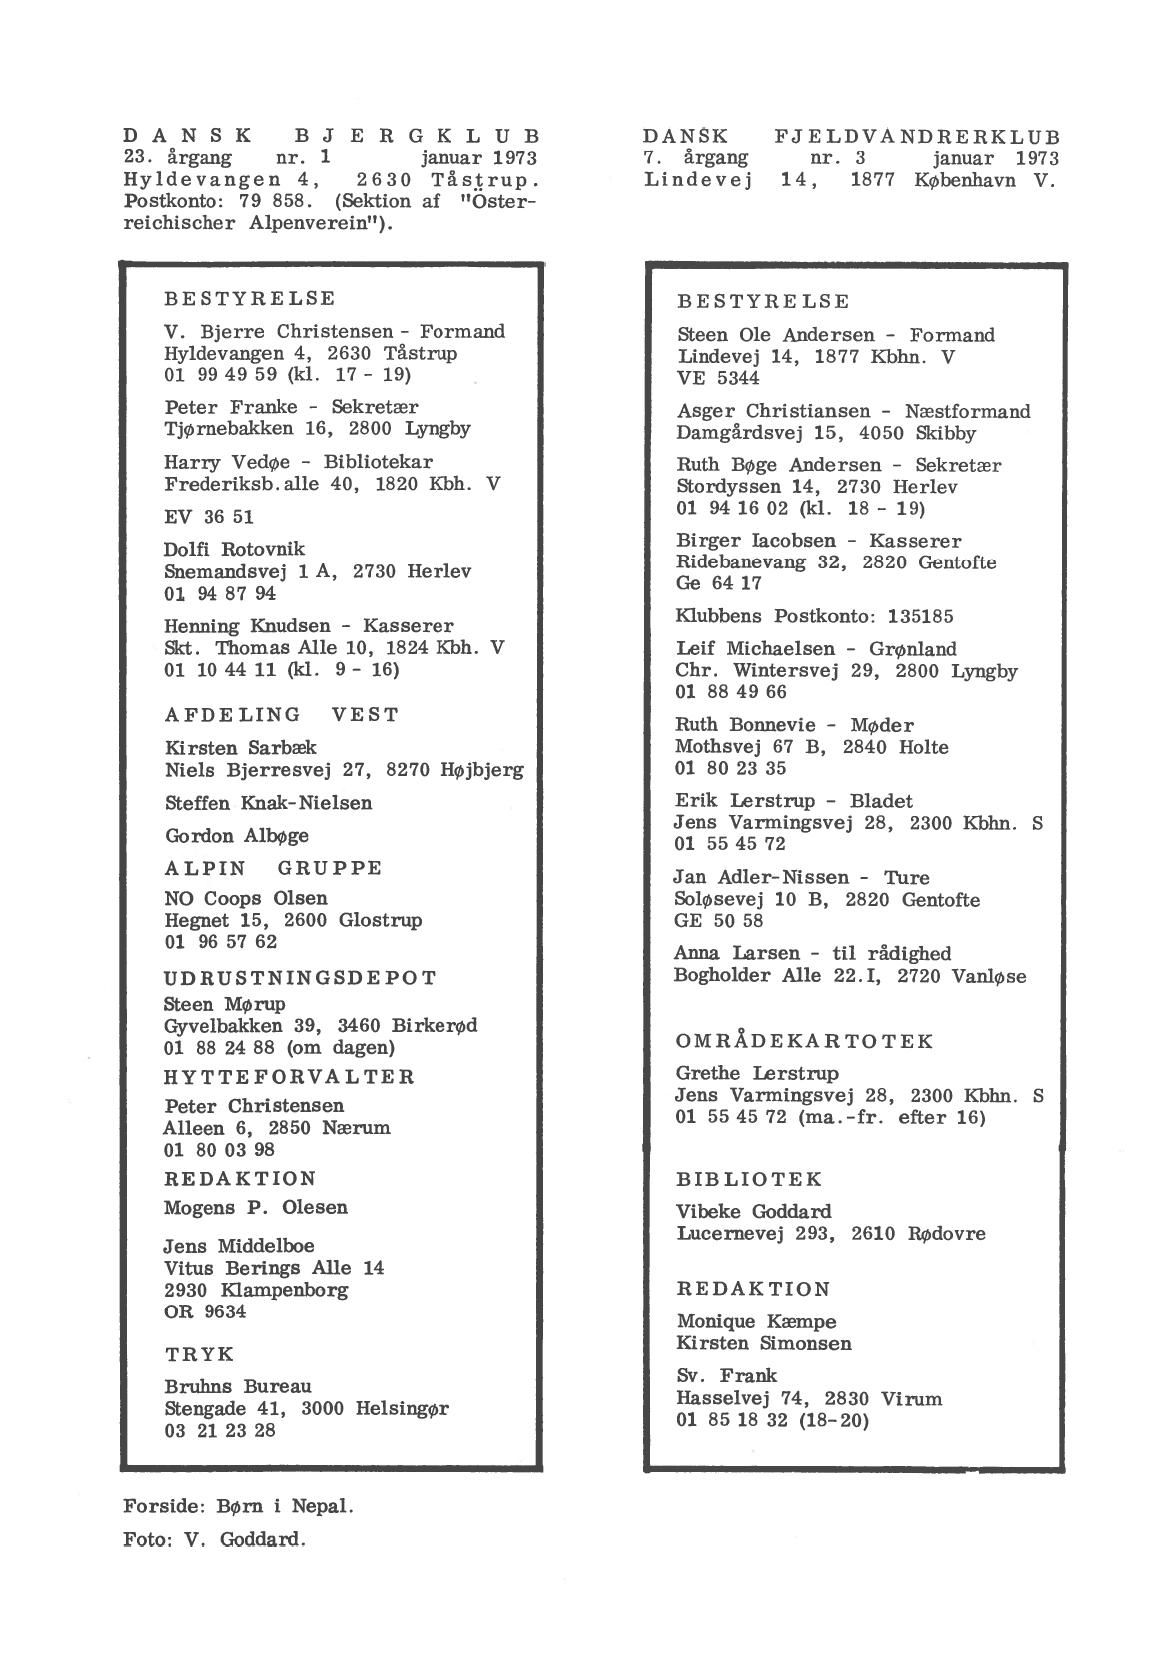 DANSK BJERGKLUB
23. årgang nr. 1 januar 1973
Hyldevangen 4, 2630 Tåstrup.
Postkonto: 79 858. (Sektion af "Öster-
reichischer Alpenverein").
BESTYRELSE
V. Bjerre Christensen - Formand
Hyldevangen 4, 2630 Tåstrup
01 99 49 59 (kl. 17 - 19)
Peter Franke - Sekretær
Tjørnebakken 16, 2800 Lyngby
Harry Vedøe - Bibliotekar
Frederiksb.alle 40, 1820 Kbh. V
EV 36 51
Dolfi Rotovnik
Snemandsvej 1 A, 2730 Herlev
01 94 87 94
Henning Knudsen - Kasserer
Skt. Thomas Alle 10, 1824 Kbh. V
01 10 44 11 (kl. 9 - 16)
AFDELING VEST
Kirsten Sarbæk
Niels Bjerresvej 27, 8270 Højbjerg
Steffen Knak-Nielsen
Gordon Albøge
ALPIN GRUPPE
NO Coops Olsen
Hegnet 15, 2600 Glostrup
01 96 57 62
UDRUSTNINGSDEPOT
Steen Mørup
Gyvelbakken 39, 3460 Birkerød
01 88 24 88 (om dagen)
HYTTEFORVALTER
Peter Christensen
Alleen 6, 2850 Nærum
01 80 03 98
REDAKTION
Mogens P. Olesen
Jens Middelboe
Vitus Berings Alle 14
2930 Klampenborg
OR 9634
TRYK
Bruhns Bureau
Stengade 41, 3000 Helsingør
03 21 23 28
Forside: Børn i Nepal.
Foto: V. Goddard.
DANSK FJELDVANDRERKLUB
7. årgang nr. 3 januar 1973
Lindevej 14, 1877 København V.
BESTYRELSE
Steen Ole Andersen - Formand
Lindevej 14, 1877 Kbhn. V
VE 5344
Asger Christiansen - Næstformand
Damgårdsvej 15, 4050 Skibby
Ruth Bøge Andersen - Sekretær
Stordyssen 14, 2730 Herlev
01 94 16 02 (kl. 18 - 19)
Birger Iacobsen - Kasserer
Ridebanevang 32, 2820 Gentofte
Ge 64 17
Klubbens Postkonto: 135185
Leif Michaelsen - Grønland
Chr. Wintersvej 29, 2800 Lyngby
01 88 49 66
Ruth Bonnevie - Møder
Mothsvej 67 B, 2840 Holte
01 80 23 35
Erik Lerstrup - Bladet
Jens Varmingsvej 28, 2300 Kbhn. S
01 55 45 72
Jan Adler-Nissen - Ture
Soløsevej 10 B, 2820 Gentofte
GE 50 58
Anna Larsen - til rådighed
Bogholder Alle 22.I, 2720 Vanløse
OMRÅDEKARTOTEK
Grethe Lerstrup
Jens Varmingsvej 28, 2300 Kbhn. S
01 55 45 72 (ma.-fr. efter 16)
BIBLIOTEK
Vibeke Goddard
Lucernevej 293, 2610 Rødovre
REDAKTION
Monique Kæmpe
Kirsten Simonsen
Sv. Frank
Hasselvej 74, 2830 Virum
01 85 18 32 (18-20)